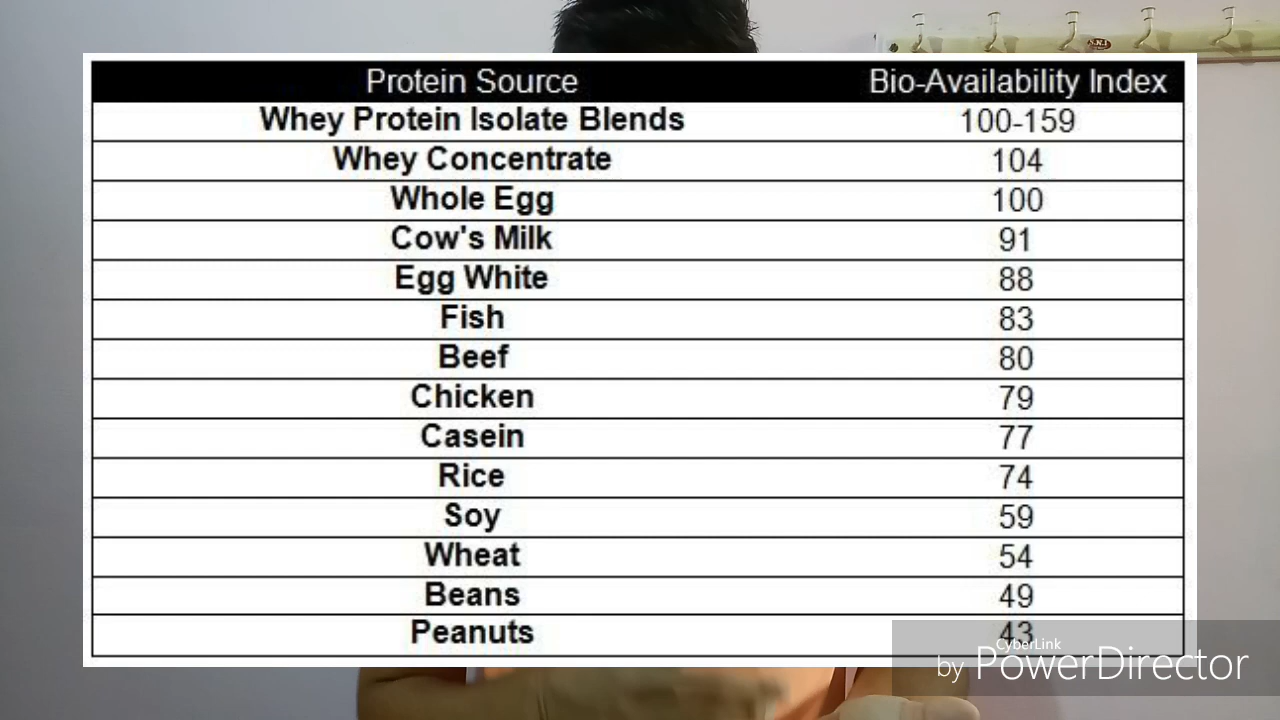 Protein Source Bio-Availability Index
Whey Protein Isolate Blends 100-159
Whey Concentrate 104
Whole Egg 100
Cow's Milk 91
Egg White 88
Fish 83
Beef 80
Chicken 79
Casein 77
Rice 74
Soy 59
Wheat 54
Beans 49
Peanuts 43
CyberLink
by PowerDirector